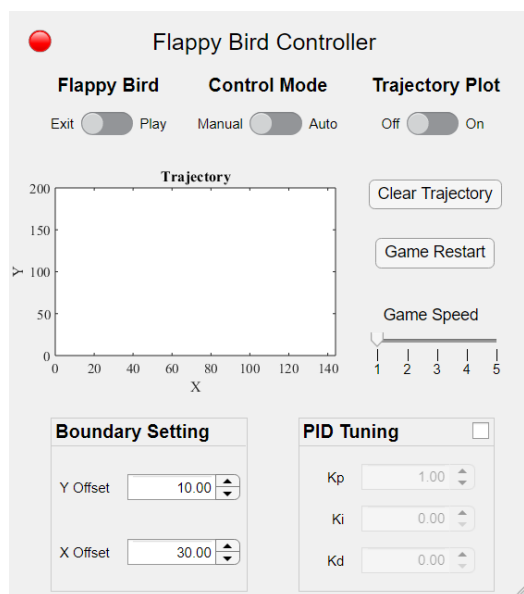 Flappy Bird Controller
Flappy Bird Control Mode Trajectory Plot
Exit Play Manual Auto Off On
Trajectory
200
150
100
50
0
Y
0 20 40 60 80 100 120 140
X
Clear Trajectory
Game Restart
Game Speed
1 2 3 4 5
Boundary Setting
Y Offset 10.00
X Offset 30.00
PID Tuning
Kp 1.00
Ki 0.00
Kd 0.00